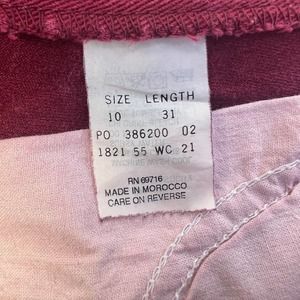 SIZE LENGTH
10 31
PO 386200 02
1821 55 WC 21
RN 69716
MADE IN MOROCCO
CARE ON REVERSE